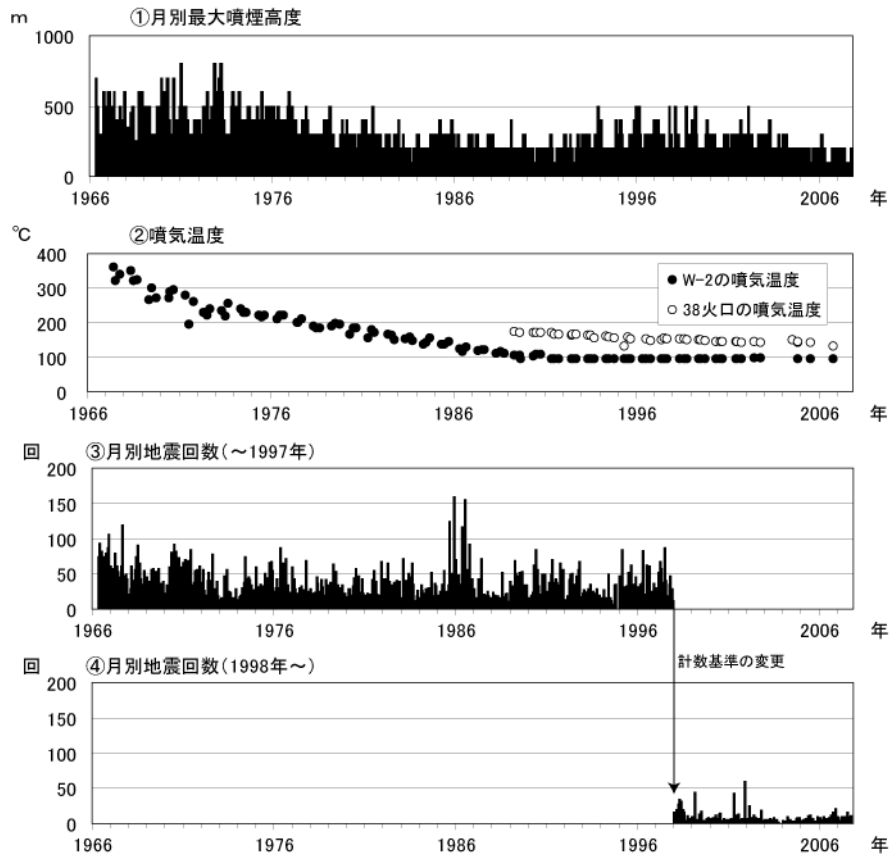 m ①月別最大噴煙高度
1000
500
0
1966 1976 1986 1996 2006 年
℃ ②噴気温度
400
300
200
100
0
● W-2の噴気温度
○ 38火口の噴気温度
1966 1976 1986 1996 2006 年
回 ③月別地震回数(～1997年)
200
150
100
50
0
1966 1976 1986 1996 2006 年
回 ④月別地震回数(1998年～)
計数基準の変更
200
150
100
50
0
1966 1976 1986 1996 2006 年